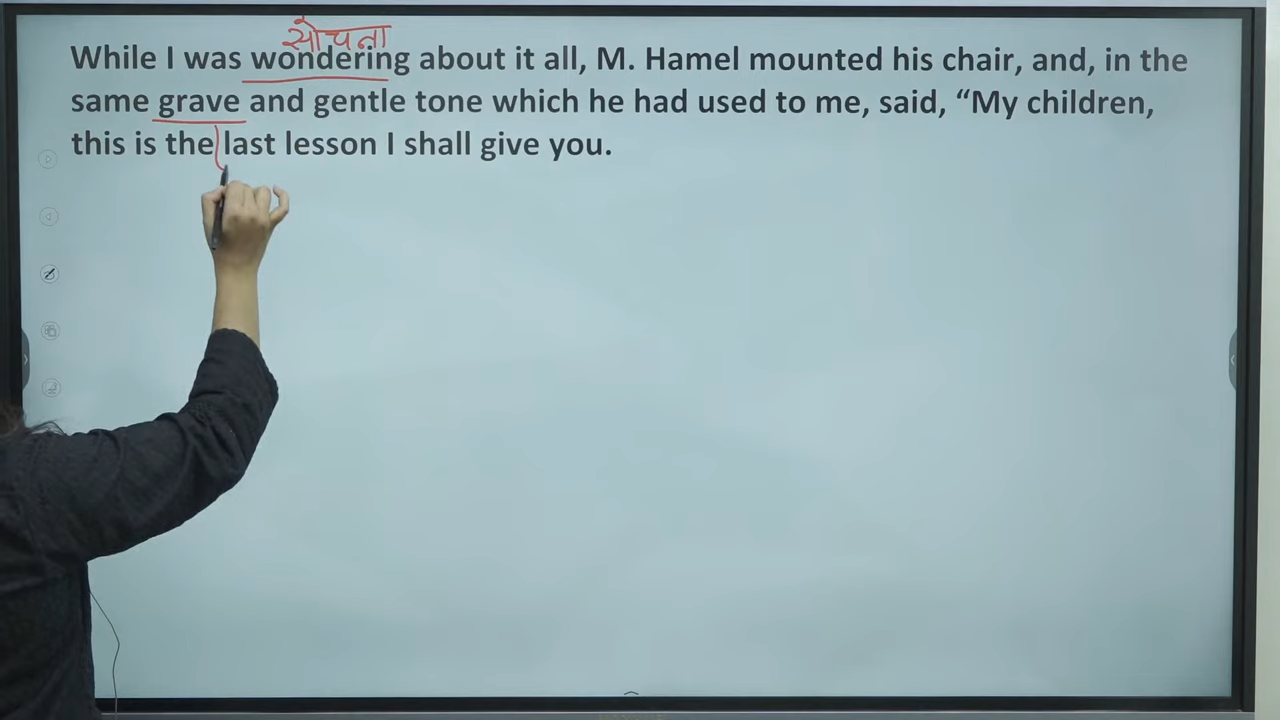 सोचना
While I was wondering about it all, M. Hamel mounted his chair, and, in the
same grave and gentle tone which he had used to me, said, “My children,
this is the last lesson I shall give you.